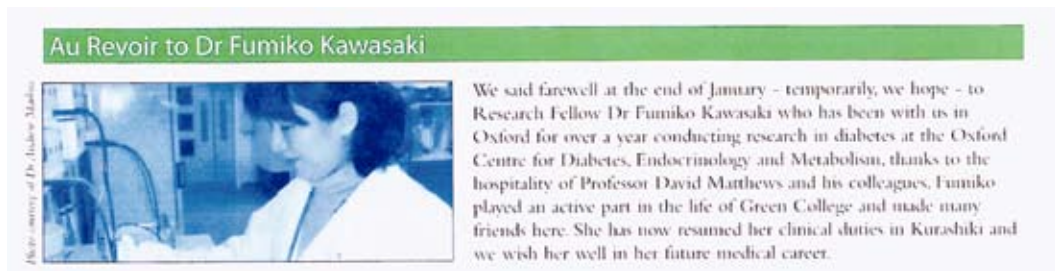 Au Revoir to Dr Fumiko Kawasaki
We said farewell at the end of January - temporarily, we hope - to
Research Fellow Dr Fumiko Kawasaki who has been with us in
Oxford for over a year conducting research in diabetes at the Oxford
Centre for Diabetes, Endocrinology and Metabolism, thanks to the
hospitality of Professor David Matthews and his colleagues. Fumiko
played an active part in the life of Green College and made many
friends here. She has now resumed her clinical duties in Kurashiki and
we wish her well in her future medical career.
Photo courtesy of Dr Andrew